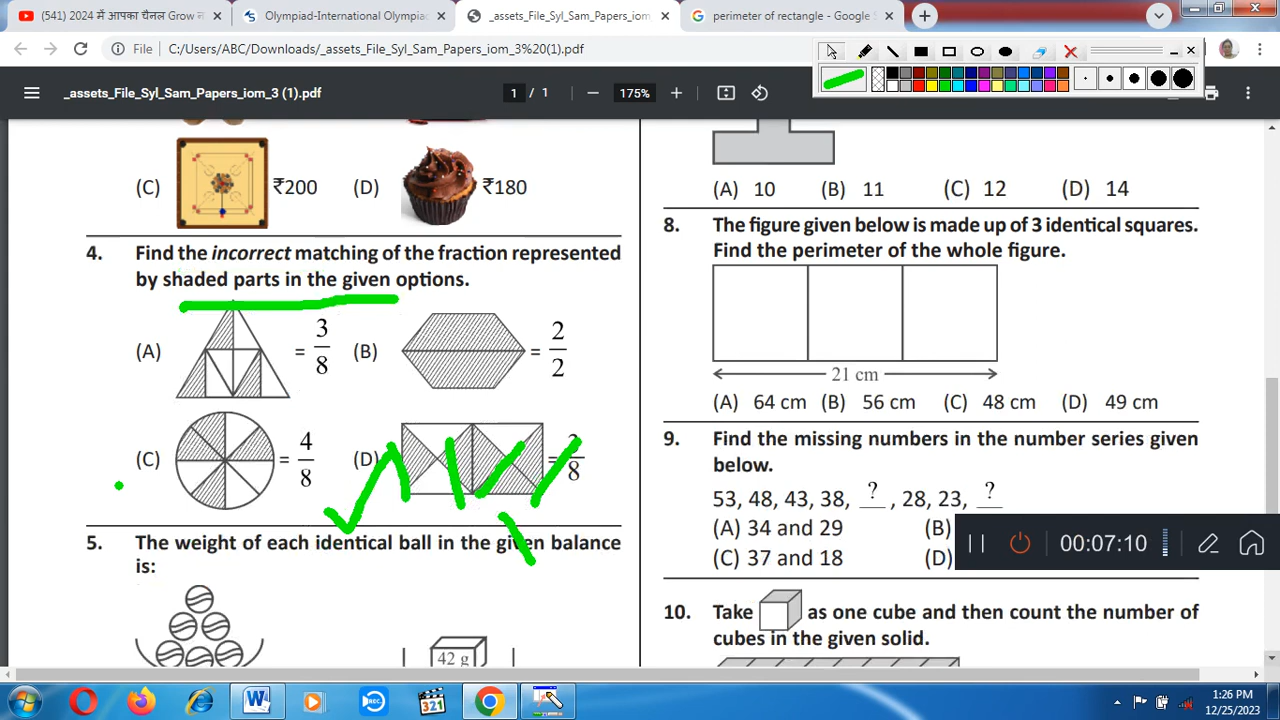 (541) 2024 में आपका चैनल Grow न
Olympiad-International Olympiac
_assets_File_Syl_Sam_Papers_iom_
perimeter of rectangle - Google S
File C:/Users/ABC/Downloads/_assets_File_Syl_Sam_Papers_iom_3%20(1).pdf
_assets_File_Syl_Sam_Papers_iom_3 (1).pdf
1 / 1
175%
(C) ₹200 (D) ₹180
4. Find the incorrect matching of the fraction represented
by shaded parts in the given options.
(A) = 3/8 (B) = 2/2
(C) = 4/8 (D) = /8
5. The weight of each identical ball in the given balance
is:
42 g
(A) 10 (B) 11 (C) 12 (D) 14
8. The figure given below is made up of 3 identical squares.
Find the perimeter of the whole figure.
21 cm
(A) 64 cm (B) 56 cm (C) 48 cm (D) 49 cm
9. Find the missing numbers in the number series given
below.
53, 48, 43, 38, ? , 28, 23, ?
(A) 34 and 29 (B)
(C) 37 and 18 (D)
00:07:10
10. Take as one cube and then count the number of
cubes in the given solid.
W
REC
321
1:26 PM
12/25/2023